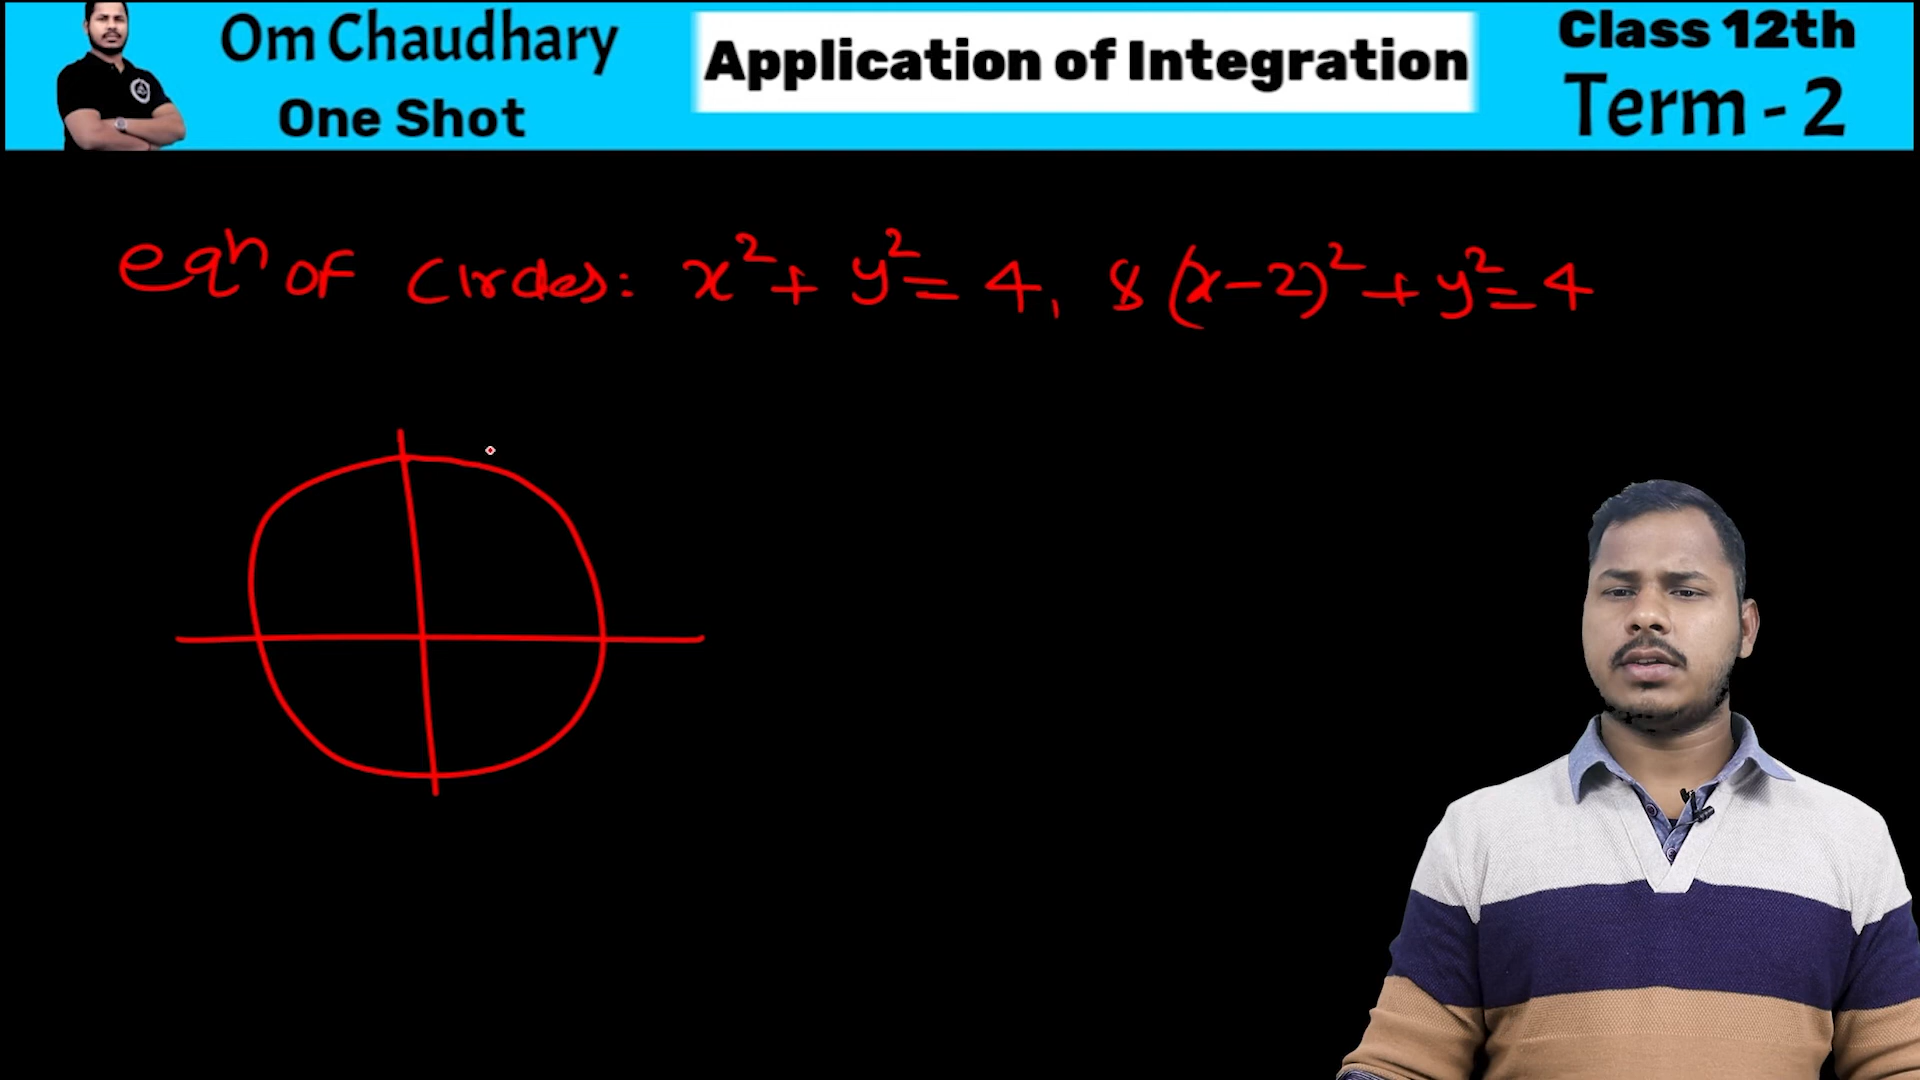 Om Chaudhary
One Shot
Application of Integration
Class 12th
Term - 2
eqⁿ of circles: x² + y² = 4, & (x-2)² + y² = 4